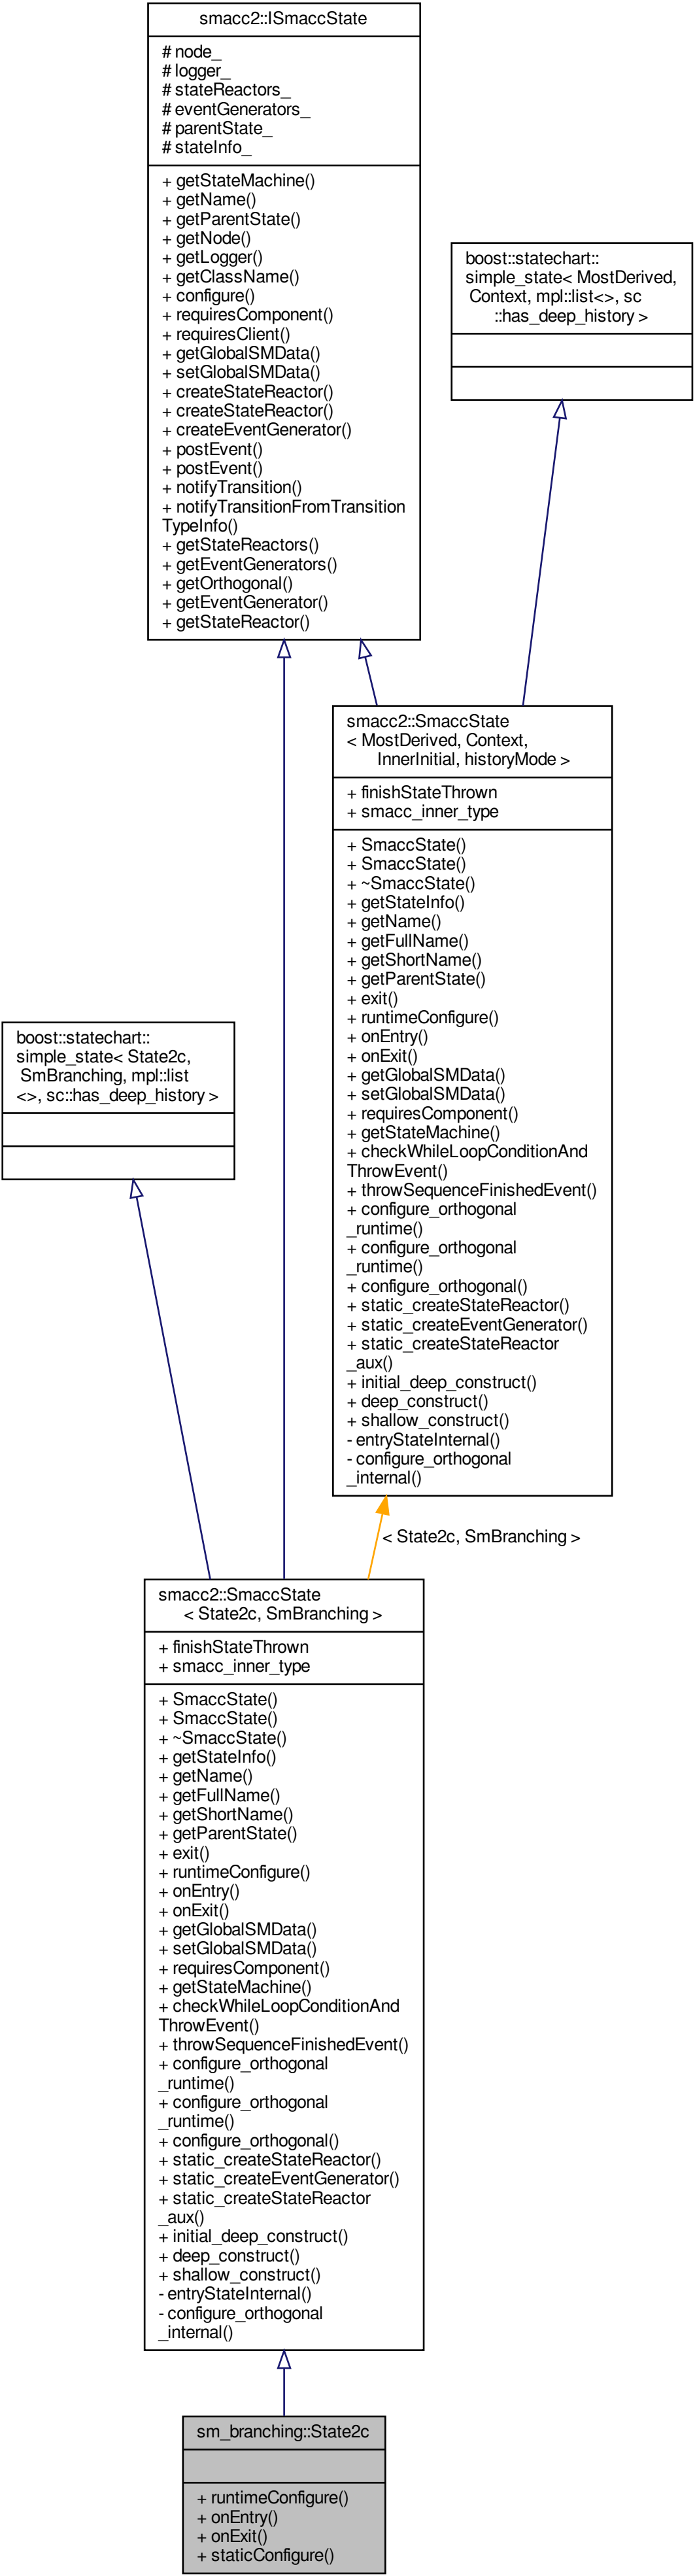 smacc2::ISmaccState
# node_
# logger_
# stateReactors_
# eventGenerators_
# parentState_
# stateInfo_
+ getStateMachine()
+ getName()
+ getParentState()
+ getNode()
+ getLogger()
+ getClassName()
+ configure()
+ requiresComponent()
+ requiresClient()
+ getGlobalSMData()
+ setGlobalSMData()
+ createStateReactor()
+ createStateReactor()
+ createEventGenerator()
+ postEvent()
+ postEvent()
+ notifyTransition()
+ notifyTransitionFromTransition
TypeInfo()
+ getStateReactors()
+ getEventGenerators()
+ getOrthogonal()
+ getEventGenerator()
+ getStateReactor()
boost::statechart::
simple_state< MostDerived,
Context, mpl::list<>, sc
::has_deep_history >
smacc2::SmaccState
< MostDerived, Context,
InnerInitial, historyMode >
+ finishStateThrown
+ smacc_inner_type
+ SmaccState()
+ SmaccState()
+ ~SmaccState()
+ getStateInfo()
+ getName()
+ getFullName()
+ getShortName()
+ getParentState()
+ exit()
+ runtimeConfigure()
+ onEntry()
+ onExit()
+ getGlobalSMData()
+ setGlobalSMData()
+ requiresComponent()
+ getStateMachine()
+ checkWhileLoopConditionAnd
ThrowEvent()
+ throwSequenceFinishedEvent()
+ configure_orthogonal
_runtime()
+ configure_orthogonal
_runtime()
+ configure_orthogonal()
+ static_createStateReactor()
+ static_createEventGenerator()
+ static_createStateReactor
_aux()
+ initial_deep_construct()
+ deep_construct()
+ shallow_construct()
- entryStateInternal()
- configure_orthogonal
_internal()
boost::statechart::
simple_state< State2c,
SmBranching, mpl::list
<>, sc::has_deep_history >
< State2c, SmBranching >
smacc2::SmaccState
< State2c, SmBranching >
+ finishStateThrown
+ smacc_inner_type
+ SmaccState()
+ SmaccState()
+ ~SmaccState()
+ getStateInfo()
+ getName()
+ getFullName()
+ getShortName()
+ getParentState()
+ exit()
+ runtimeConfigure()
+ onEntry()
+ onExit()
+ getGlobalSMData()
+ setGlobalSMData()
+ requiresComponent()
+ getStateMachine()
+ checkWhileLoopConditionAnd
ThrowEvent()
+ throwSequenceFinishedEvent()
+ configure_orthogonal
_runtime()
+ configure_orthogonal
_runtime()
+ configure_orthogonal()
+ static_createStateReactor()
+ static_createEventGenerator()
+ static_createStateReactor
_aux()
+ initial_deep_construct()
+ deep_construct()
+ shallow_construct()
- entryStateInternal()
- configure_orthogonal
_internal()
sm_branching::State2c
+ runtimeConfigure()
+ onEntry()
+ onExit()
+ staticConfigure()